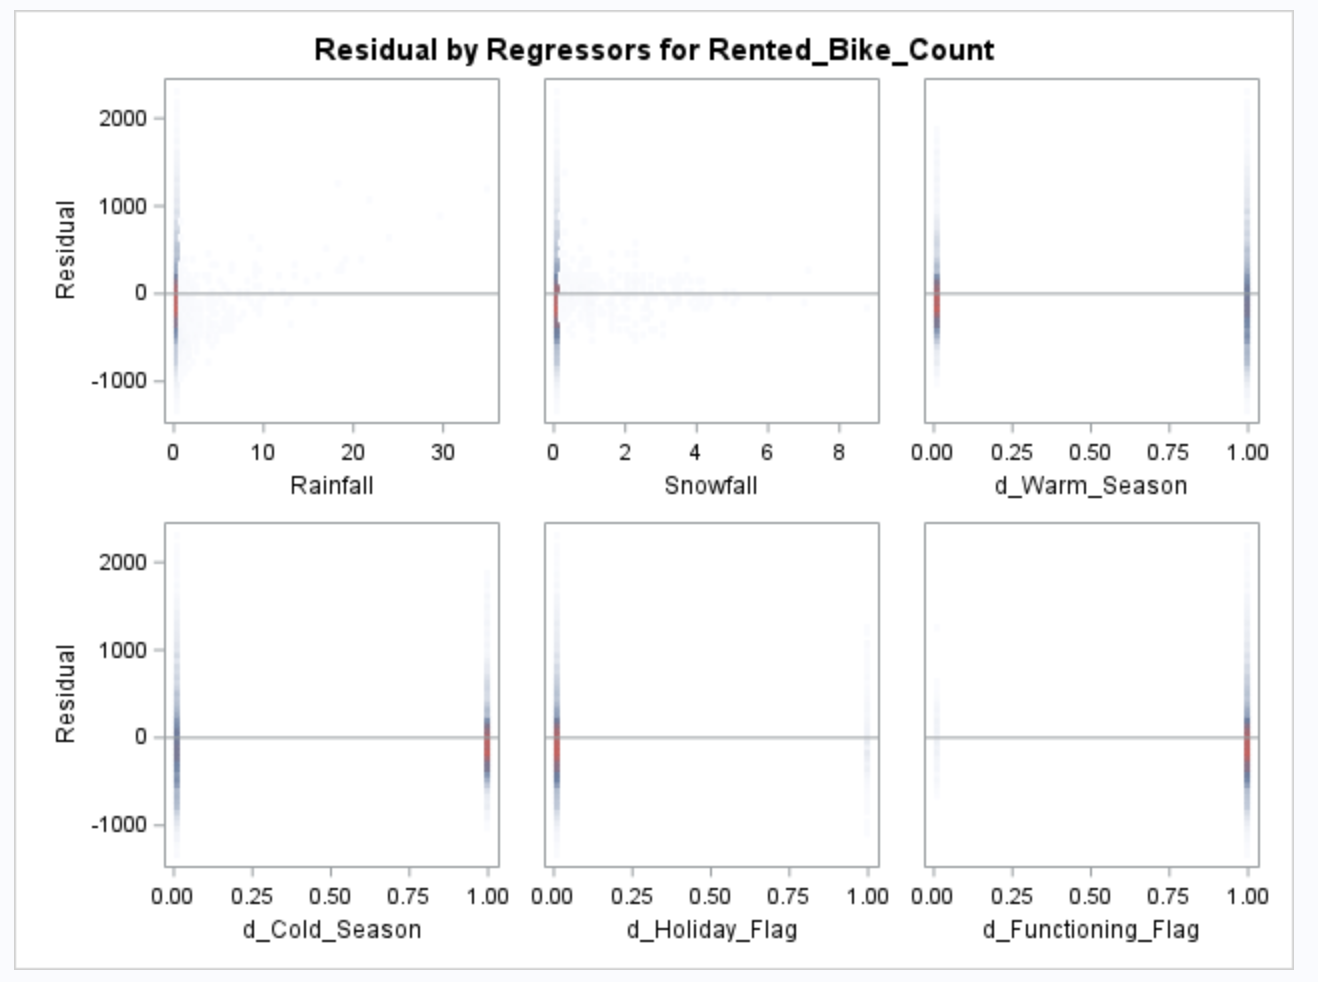 Residual by Regressors for Rented_Bike_Count
Residual
2000
1000
0
-1000
0 10 20 30
0 2 4 6 8
0.00 0.25 0.50 0.75 1.00
Rainfall
Snowfall
d_Warm_Season
Residual
2000
1000
0
-1000
0.00 0.25 0.50 0.75 1.00
0.00 0.25 0.50 0.75 1.00
0.00 0.25 0.50 0.75 1.00
d_Cold_Season
d_Holiday_Flag
d_Functioning_Flag